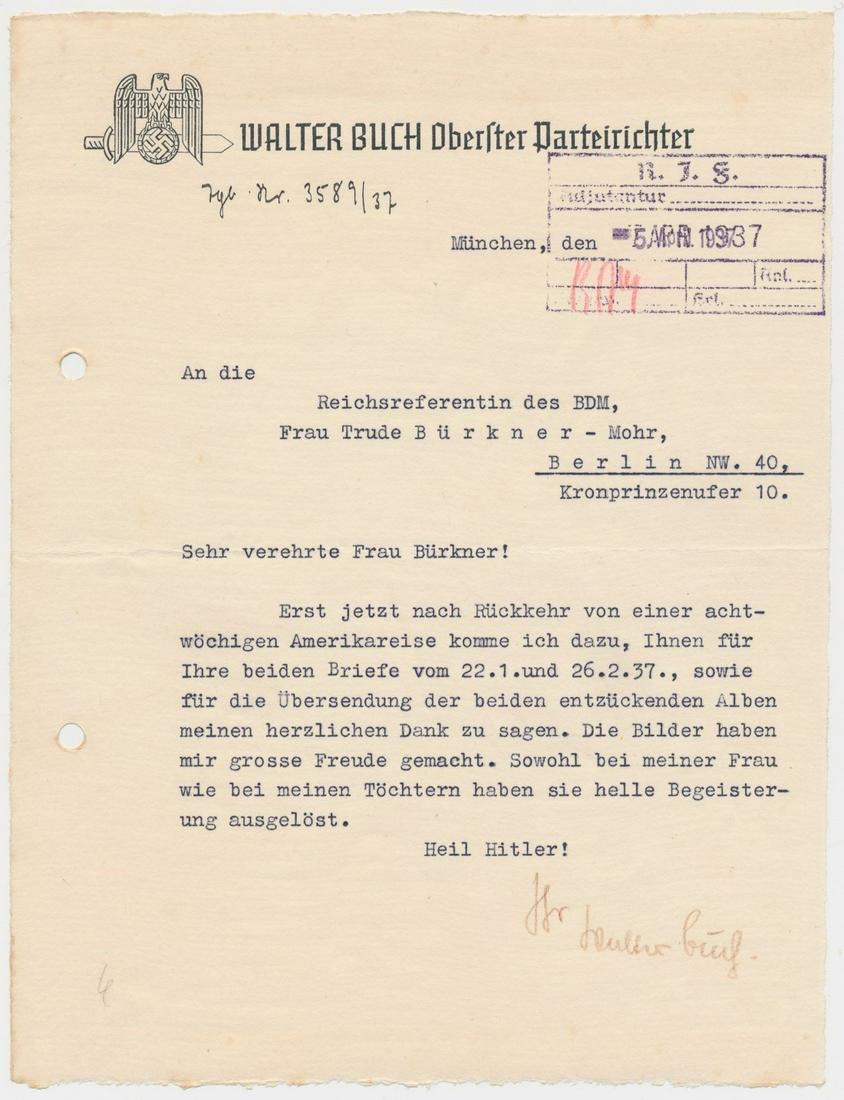 WALTER BUCH Oberster Parteirichter
Tgb. Nr. 3589/37
R. J. F.
Adjutantur
München, den
1937
Anl.
Erl.
An die
Reichsreferentin des BDM,
Frau Trude B ü r k n e r - Mohr,
B e r l i n NW. 40,
Kronprinzenufer 10.
Sehr verehrte Frau Bürkner!
Erst jetzt nach Rückkehr von einer acht-
wöchigen Amerikareise komme ich dazu, Ihnen für
Ihre beiden Briefe vom 22.1.und 26.2.37., sowie
für die Übersendung der beiden entzückenden Alben
meinen herzlichen Dank zu sagen. Die Bilder haben
mir grosse Freude gemacht. Sowohl bei meiner Frau
wie bei meinen Töchtern haben sie helle Begeister-
ung ausgelöst.
Heil Hitler!
Ihr
Walter Buch.